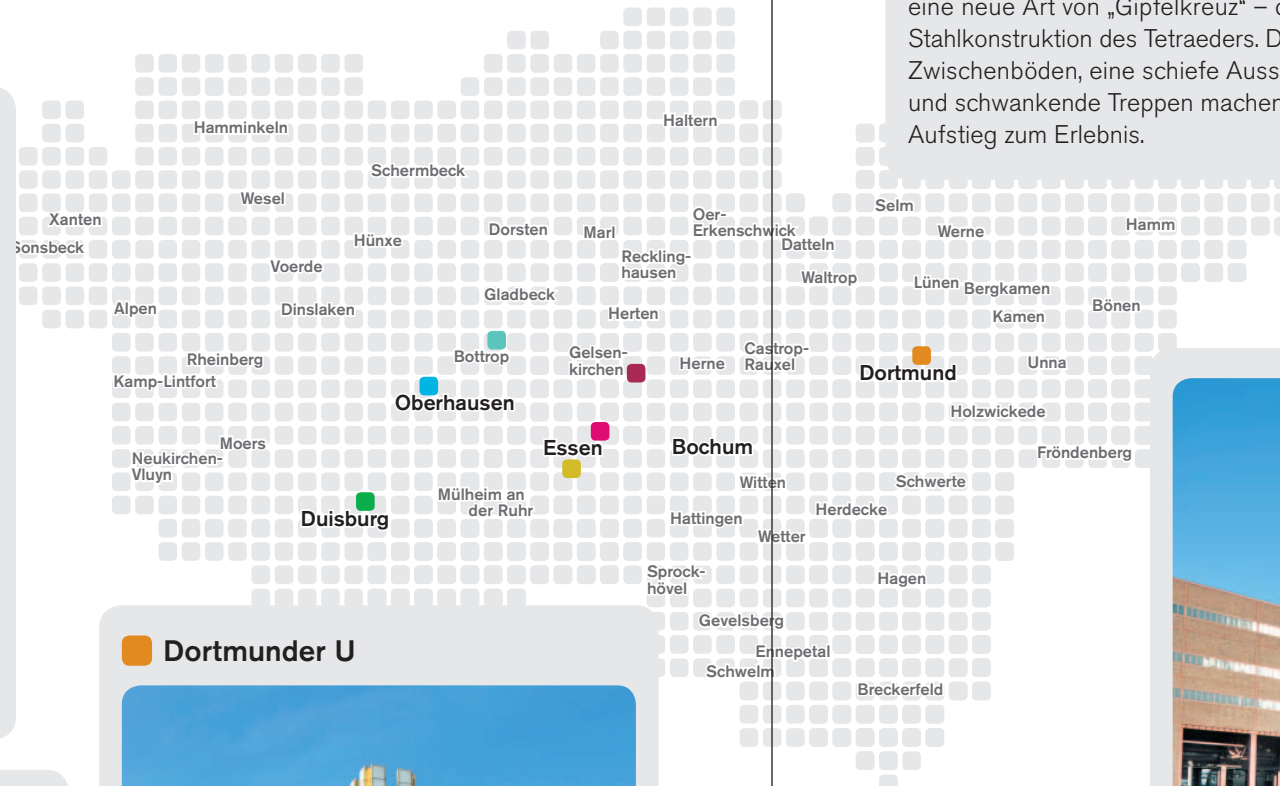 eine neue Art von „Gipfelkreuz“ –
Stahlkonstruktion des Tetraeders.
Zwischenböden, eine schiefe
und schwankende Treppen
Aufstieg zum Erlebnis.
Hamminkeln
Haltern
Schermbeck
Wesel
Xanten
Sonsbeck
Hünxe
Dorsten
Marl
Oer-
Erkenschwick
Datteln
Selm
Werne
Hamm
Voerde
Reckling-
hausen
Waltrop
Lünen
Bergkamen
Alpen
Dinslaken
Gladbeck
Herten
Kamen
Bönen
Rheinberg
Bottrop
Gelsen-
kirchen
Herne
Castrop-
Rauxel
Dortmund
Unna
Kamp-Lintfort
Oberhausen
Holzwickede
Moers
Neukirchen-
Vluyn
Essen
Bochum
Fröndenberg
Witten
Schwerte
Mülheim an
der Ruhr
Duisburg
Hattingen
Herdecke
Wetter
Sprock-
hövel
Hagen
Gevelsberg
Ennepetal
Schwelm
Breckerfeld
Dortmunder U